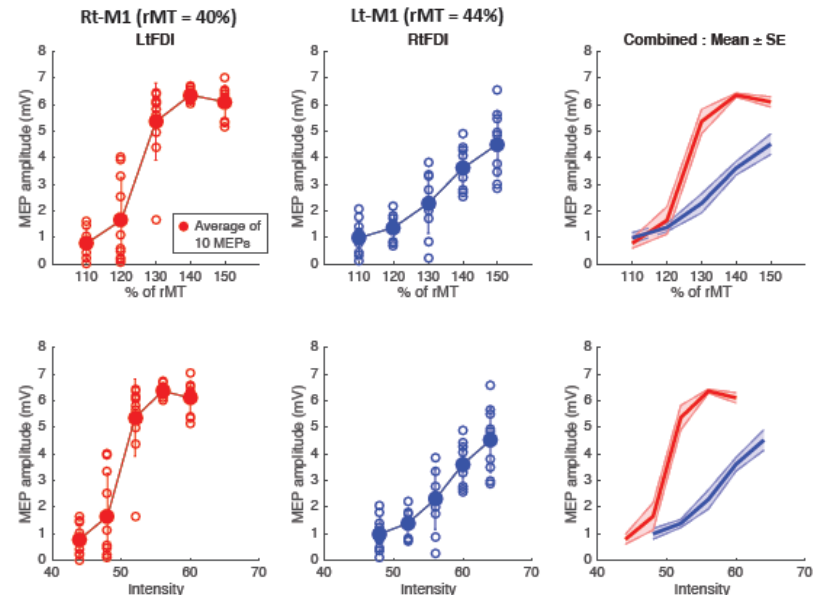 Rt-M1 (rMT = 40%)
LtFDI
Lt-M1 (rMT = 44%)
RtFDI
Combined : Mean ± SE
MEP amplitude (mV)
8
7
6
5
4
3
2
1
0
Average of
10 MEPs
110 120 130 140 150
% of rMT
MEP amplitude (mV)
8
7
6
5
4
3
2
1
0
110 120 130 140 150
% of rMT
MEP amplitude (mV)
8
7
6
5
4
3
2
1
0
110 120 130 140 150
% of rMT
MEP amplitude (mV)
8
7
6
5
4
3
2
1
0
40 50 60 70
Intensity
MEP amplitude (mV)
8
7
6
5
4
3
2
1
0
40 50 60 70
Intensity
MEP amplitude (mV)
8
7
6
5
4
3
2
1
0
40 50 60 70
Intensity